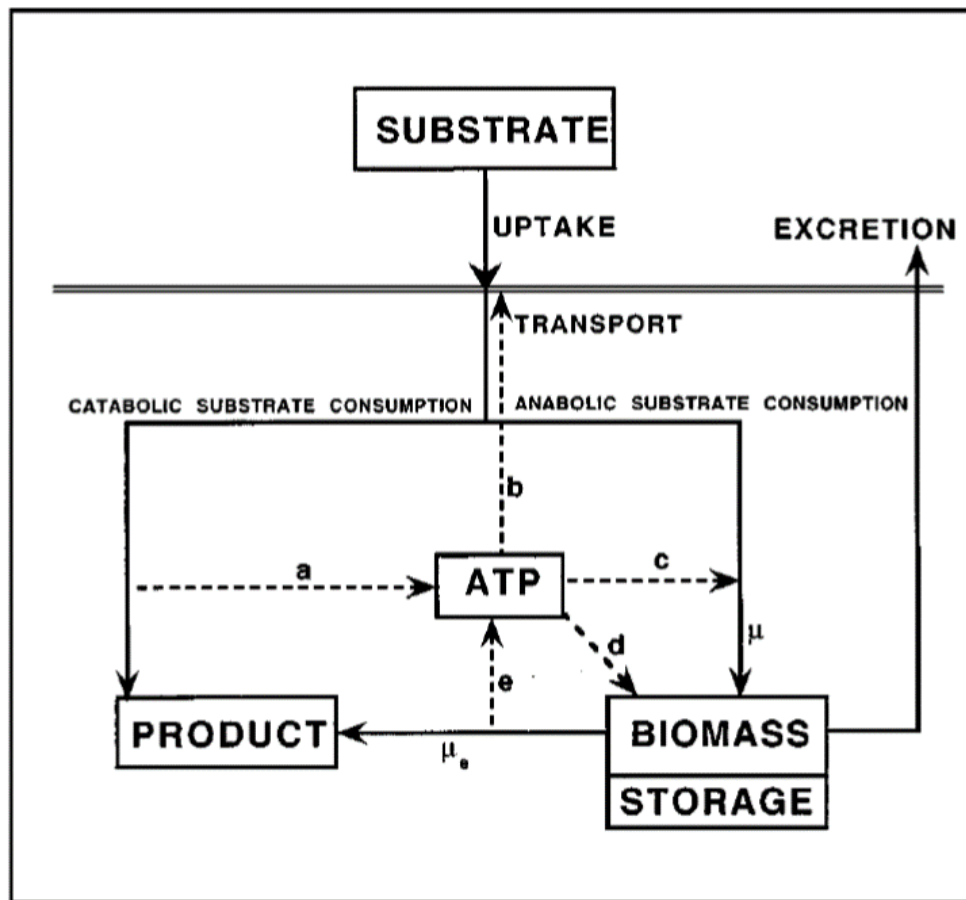 SUBSTRATE
UPTAKE
EXCRETION
TRANSPORT
CATABOLIC SUBSTRATE CONSUMPTION
ANABOLIC SUBSTRATE CONSUMPTION
b
a
ATP
c
d
μ
e
PRODUCT
BIOMASS
μe
STORAGE